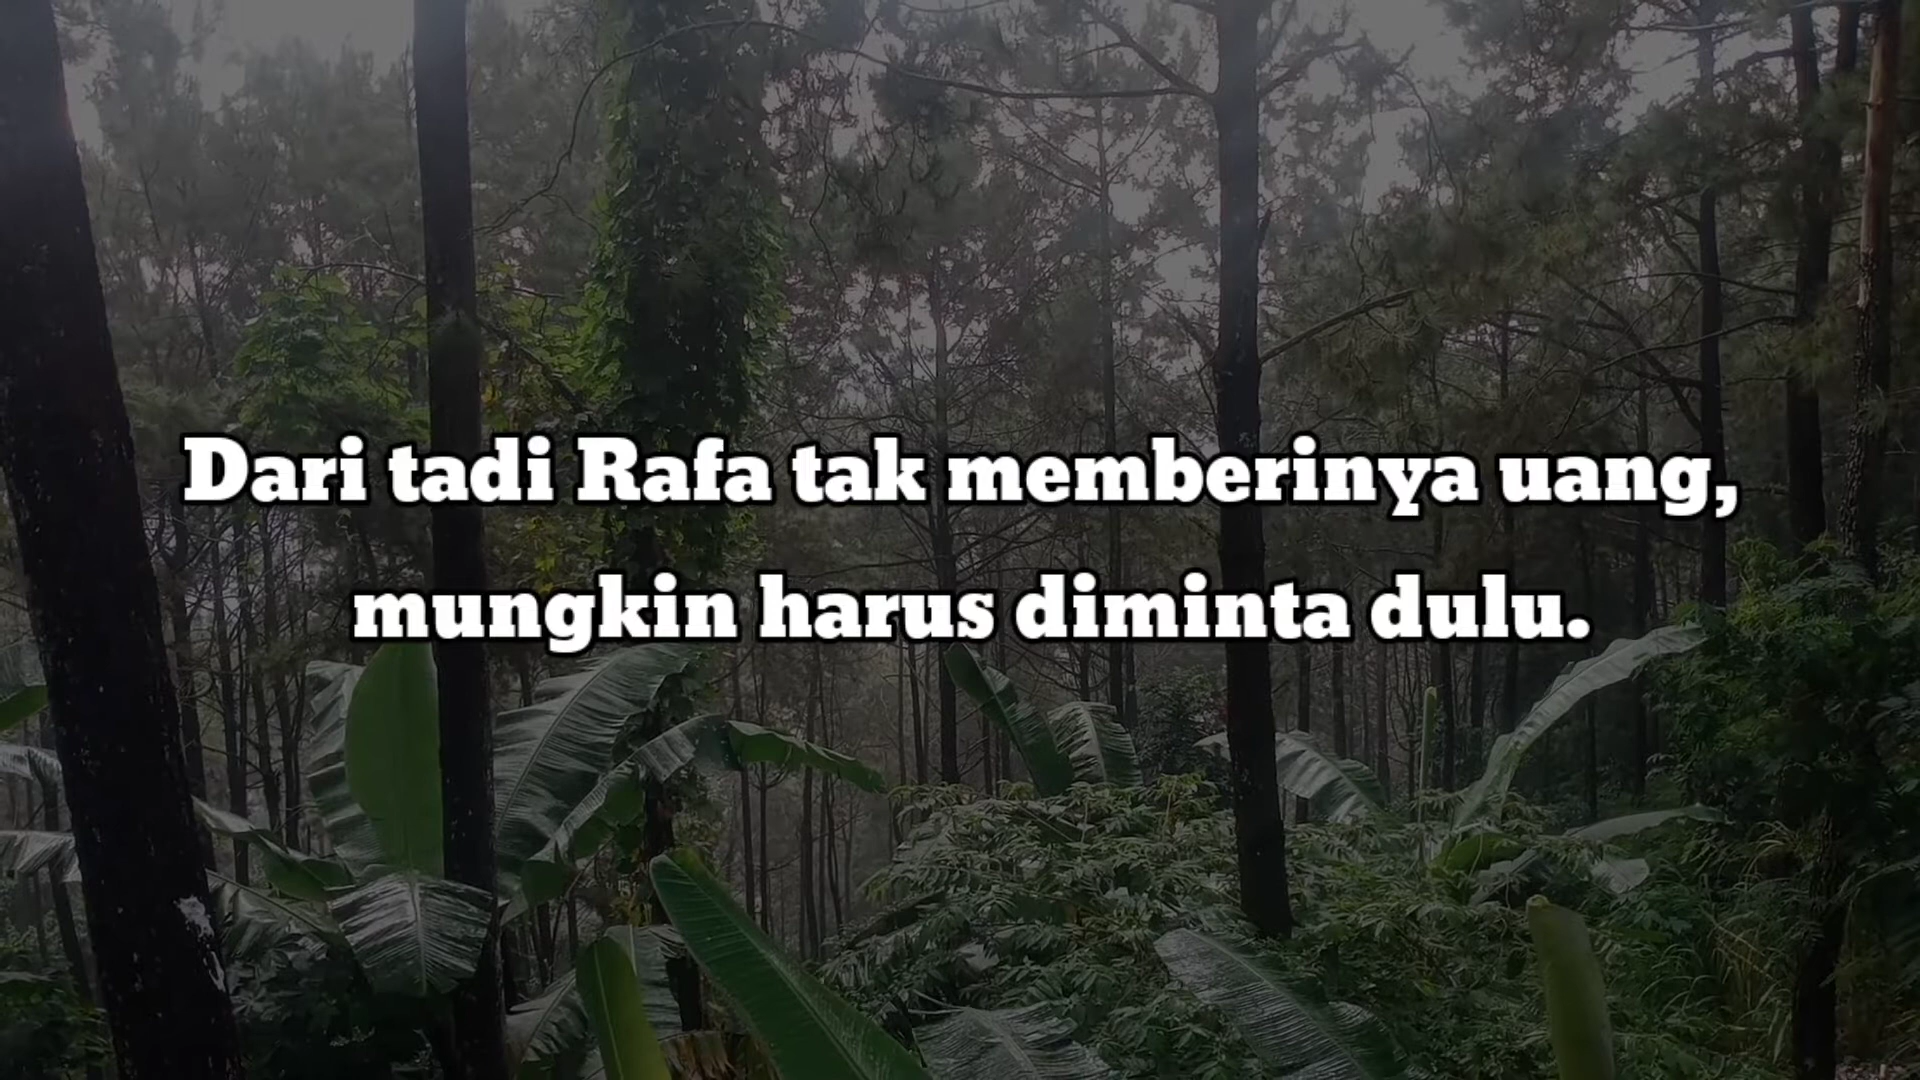 Dari tadi Rafa tak memberinya uang,
mungkin harus diminta dulu.